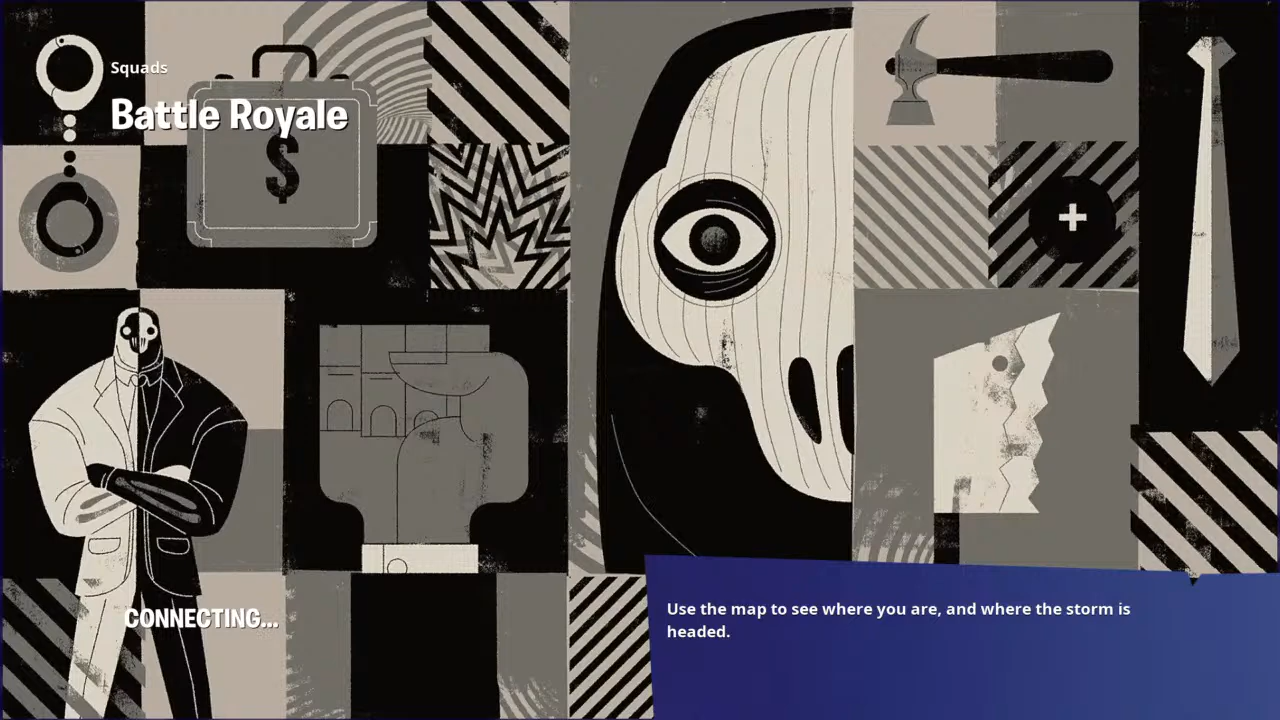 Squads
Battle Royale
$
CONNECTING...
Use the map to see where you are, and where the storm is
headed.